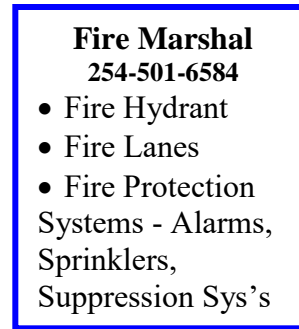 Fire Marshal
254-501-6584
• Fire Hydrant
• Fire Lanes
• Fire Protection
Systems - Alarms,
Sprinklers,
Suppression Sys’s